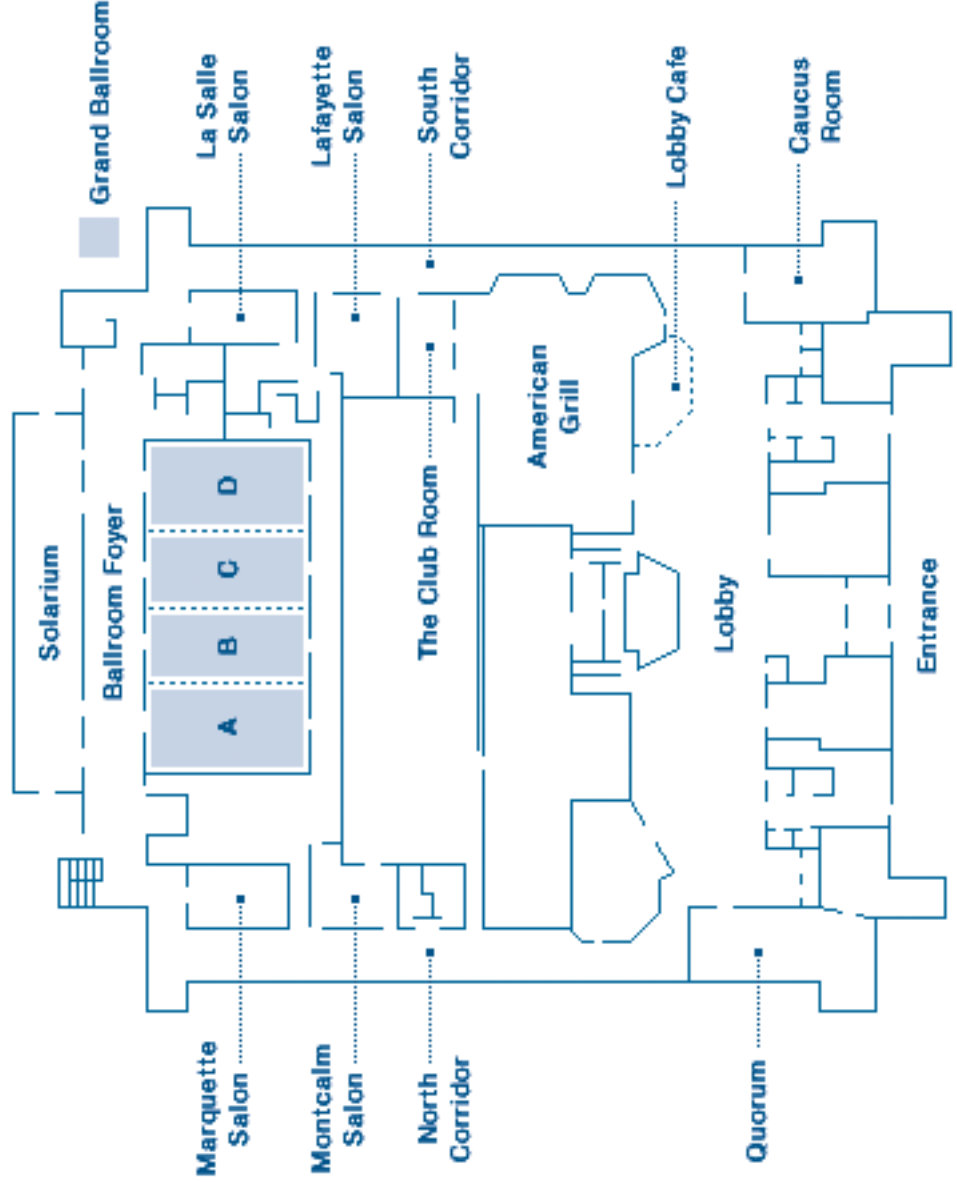 Grand Ballroom
La Salle
Salon
Lafayette
Salon
South
Corridor
Lobby Cafe
Caucus
Room
Solarium
Ballroom Foyer
A
B
C
D
The Club Room
American
Grill
Lobby
Entrance
Marquette
Salon
Montcalm
Salon
North
Corridor
Quorum